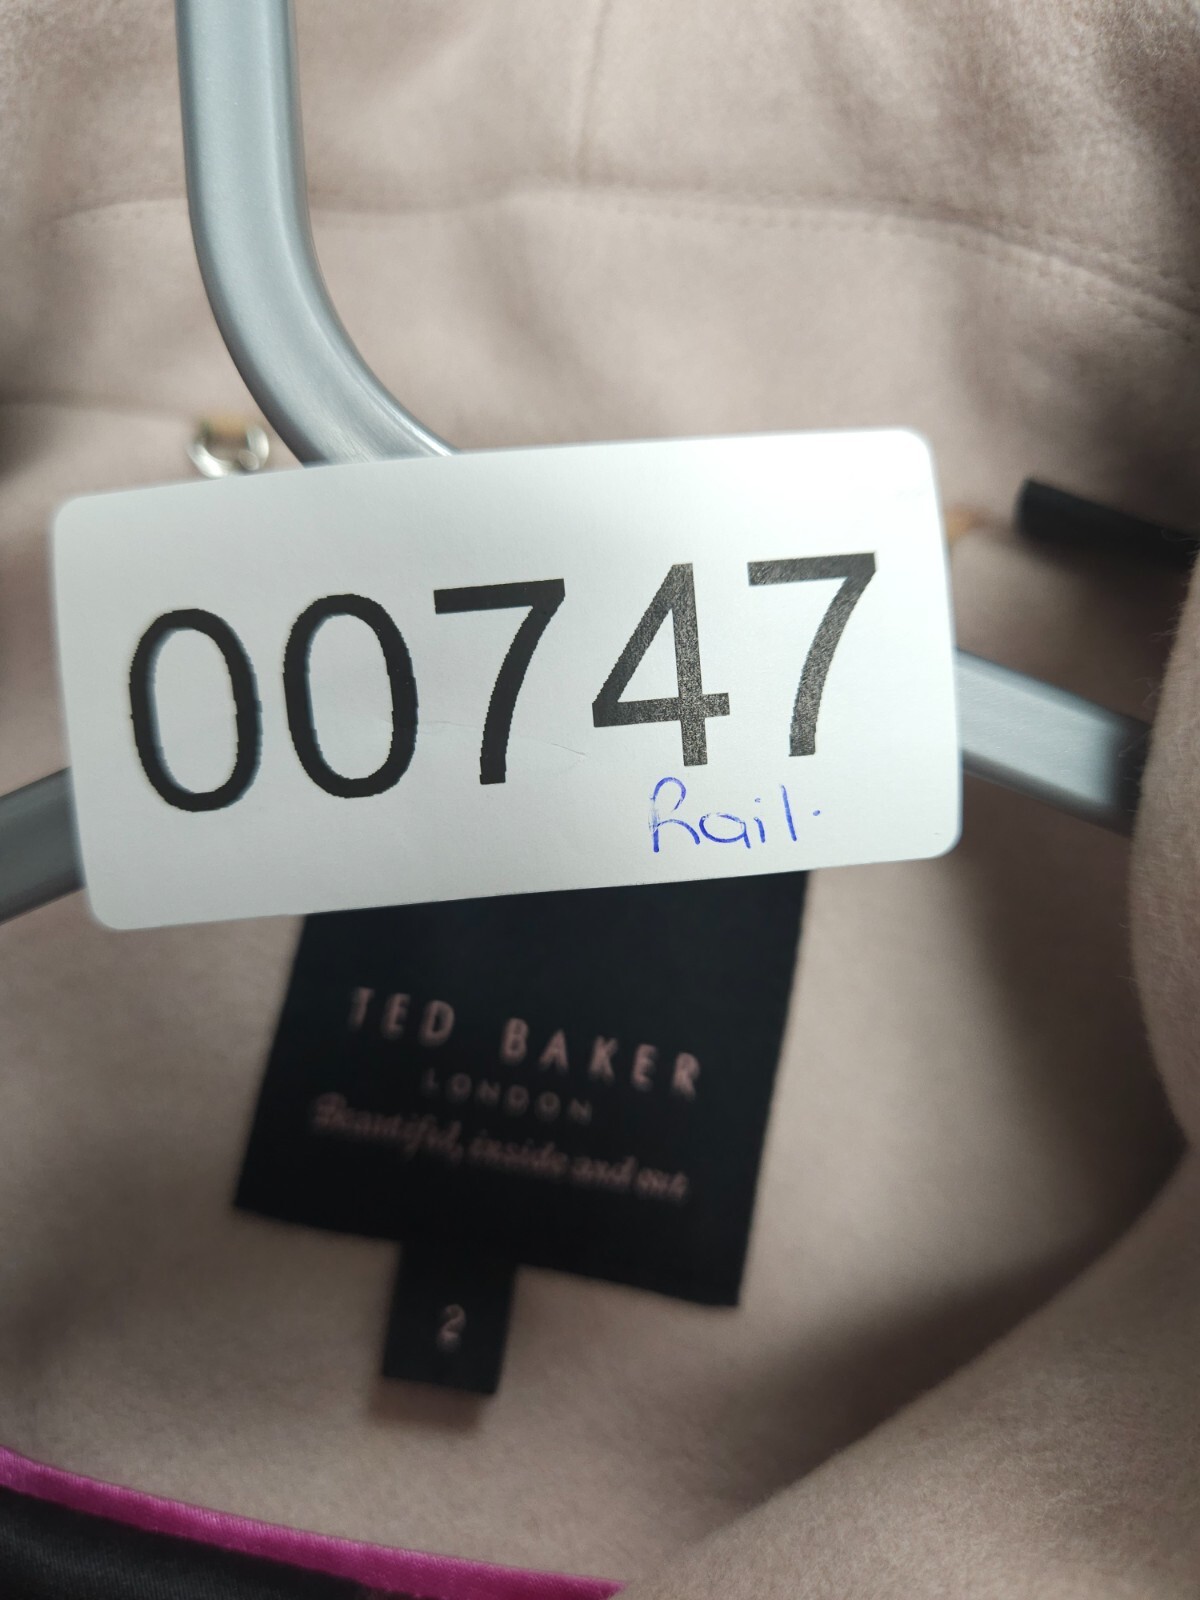 00747
Rail.
TED BAKER
LONDON
Beautiful, inside and out
2